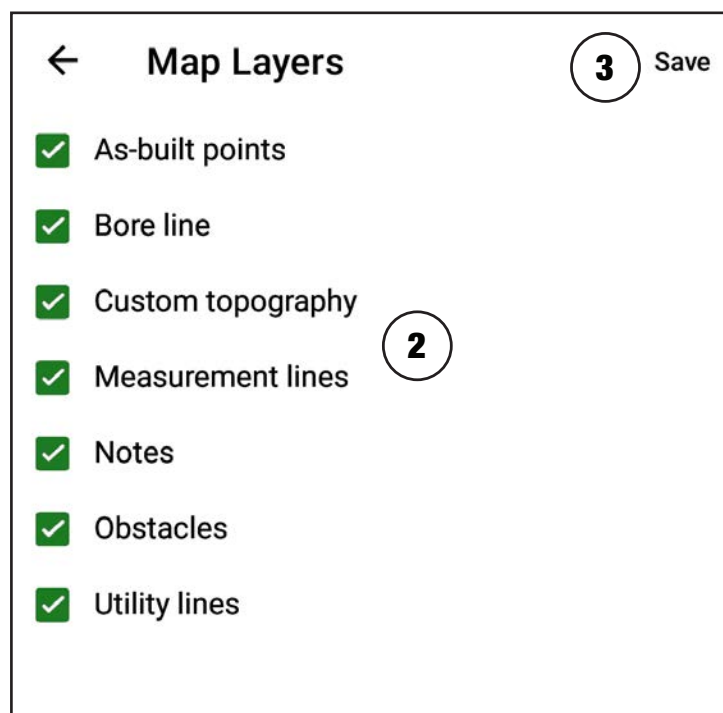 Map Layers 3 Save
As-built points
Bore line
Custom topography
2
Measurement lines
Notes
Obstacles
Utility lines